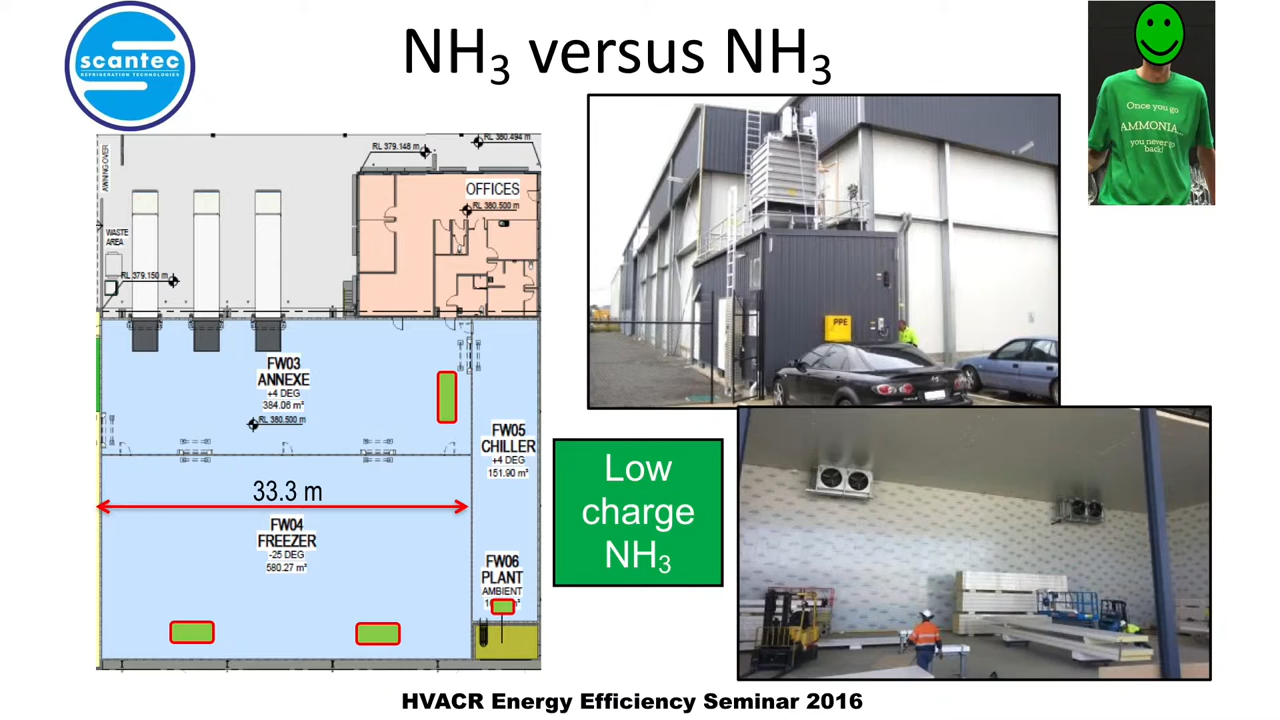 scantec
REFRIGERATION TECHNOLOGIES
NH₃ versus NH₃
Once you go
AMMONIA...
you never go
back!
RL 380.494 m
RL 379.148 m
AWNING OVER
OFFICES
RL 380.500 m
WASTE
AREA
RL 379.150 m
FW03
ANNEXE
+4 DEG
384.06 m²
RL 380.500 m
FW05
CHILLER
+4 DEG
151.90 m²
33.3 m
FW04
FREEZER
-25 DEG
580.27 m²
FW06
PLANT
AMBIENT
PPE
Low
charge
NH₃
HVACR Energy Efficiency Seminar 2016